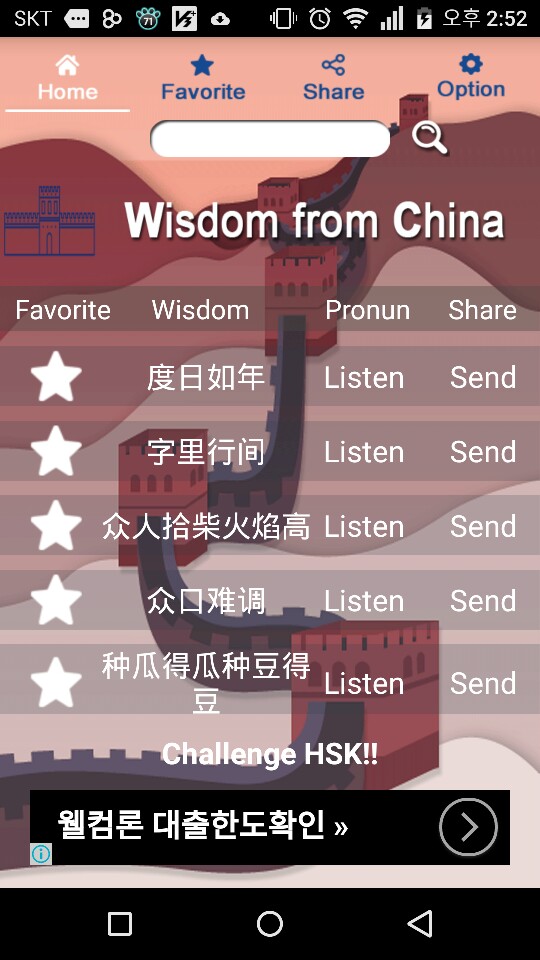 SKT 71 오후 2:52
Home Favorite Share Option
Wisdom from China
Favorite Wisdom Pronun Share
度日如年 Listen Send
字里行间 Listen Send
众人拾柴火焰高 Listen Send
众口难调 Listen Send
种瓜得瓜种豆得
豆 Listen Send
Challenge HSK!!
웰컴론 대출한도확인 »